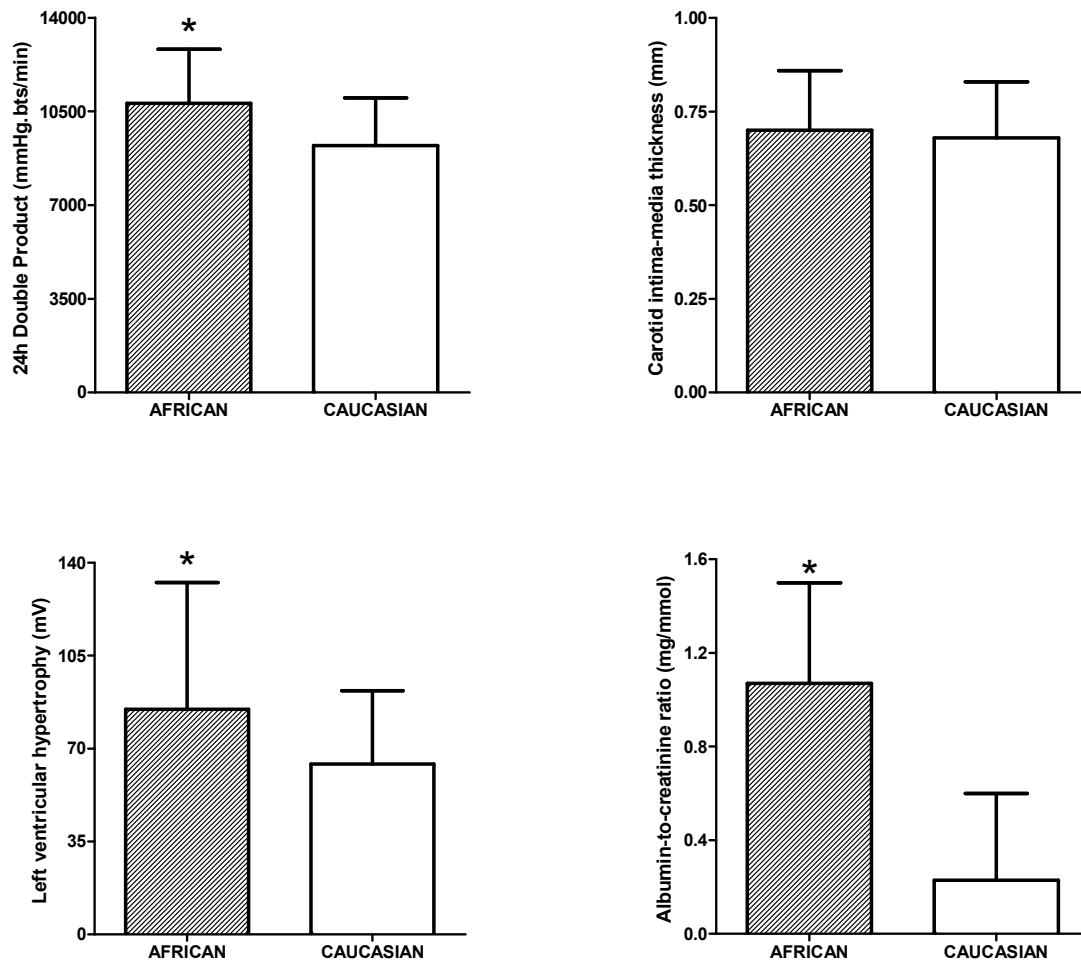 24h Double Product (mmHg.bts/min)
14000
10500
7000
3500
0
*
AFRICAN
CAUCASIAN
Carotid intima-media thickness (mm)
1.00
0.75
0.50
0.25
0.00
AFRICAN
CAUCASIAN
Left ventricular hypertrophy (mV)
140
105
70
35
0
*
AFRICAN
CAUCASIAN
Albumin-to-creatinine ratio (mg/mmol)
1.6
1.2
0.8
0.4
0.0
*
AFRICAN
CAUCASIAN